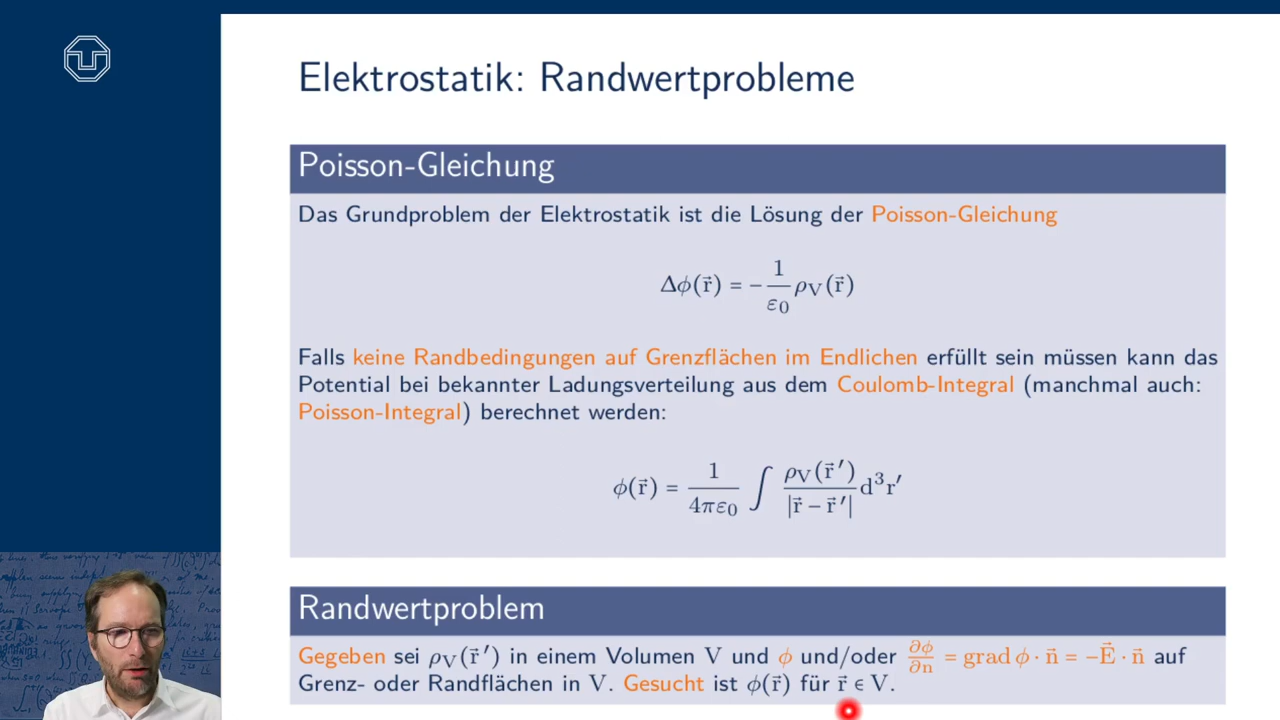 Elektrostatik: Randwertprobleme
Poisson-Gleichung
Das Grundproblem der Elektrostatik ist die Lösung der Poisson-Gleichung
Δϕ(r⃗) = −1/ε₀ ρ_V(r⃗)
Falls keine Randbedingungen auf Grenzflächen im Endlichen erfüllt sein müssen kann das
Potential bei bekannter Ladungsverteilung aus dem Coulomb-Integral (manchmal auch:
Poisson-Integral) berechnet werden:
ϕ(r⃗) = 1/(4πε₀) ∫ ρ_V(r⃗ ′)/|r⃗ − r⃗ ′| d³r′
Randwertproblem
Gegeben sei ρ_V(r⃗ ′) in einem Volumen V und ϕ und/oder ∂ϕ/∂n = grad ϕ · n⃗ = −E⃗ · n⃗ auf
Grenz- oder Randflächen in V. Gesucht ist ϕ(r⃗) für r⃗ ∈ V.